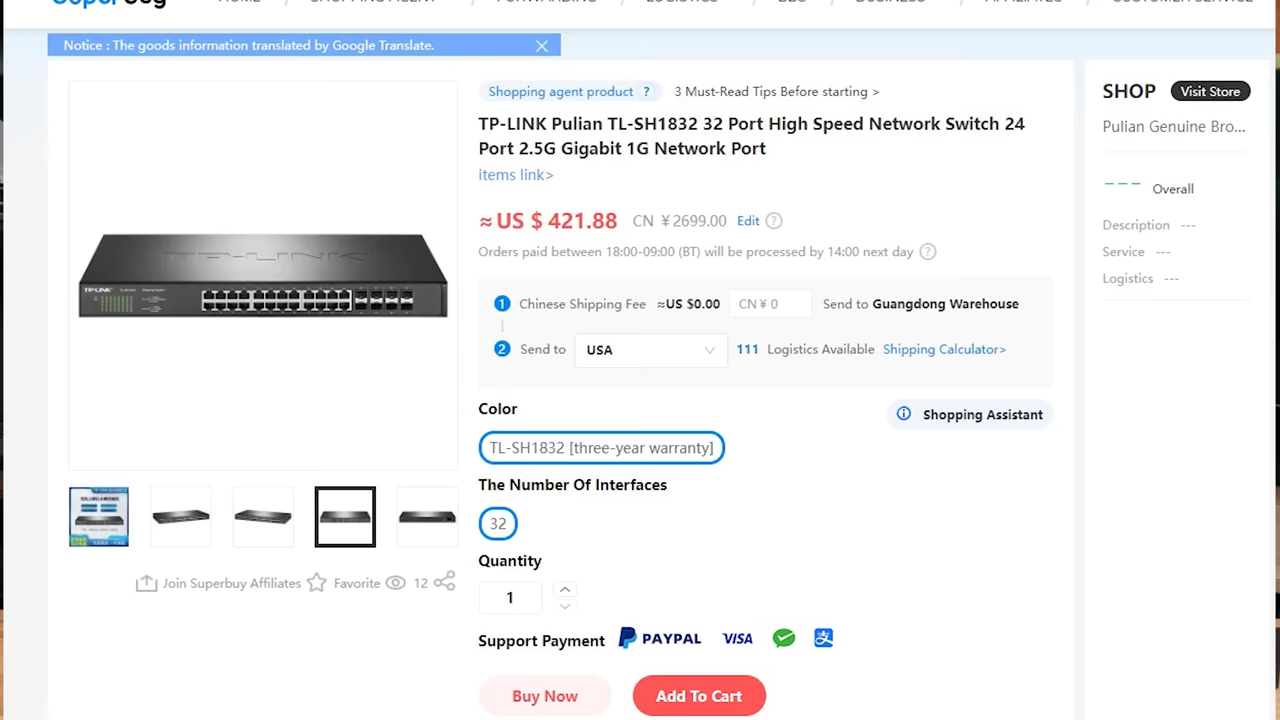 Notice : The goods information translated by Google Translate.
Shopping agent product ? 3 Must-Read Tips Before starting >
TP-LINK Pulian TL-SH1832 32 Port High Speed Network Switch 24
Port 2.5G Gigabit 1G Network Port
items link>
≈ US $ 421.88 CN ¥ 2699.00 Edit ?
Orders paid between 18:00-09:00 (BT) will be processed by 14:00 next day ?
1 Chinese Shipping Fee ≈US $0.00 CN ¥ 0 Send to Guangdong Warehouse
2 Send to USA 111 Logistics Available Shipping Calculator>
Color
Shopping Assistant
TL-SH1832 [three-year warranty]
The Number Of Interfaces
32
Quantity
1
Support Payment PAYPAL VISA 支
Buy Now Add To Cart
TP-LINK
TP-LINK
Join Superbuy Affiliates Favorite 12
SHOP Visit Store
Pulian Genuine Bro...
--- Overall
Description ---
Service ---
Logistics ---